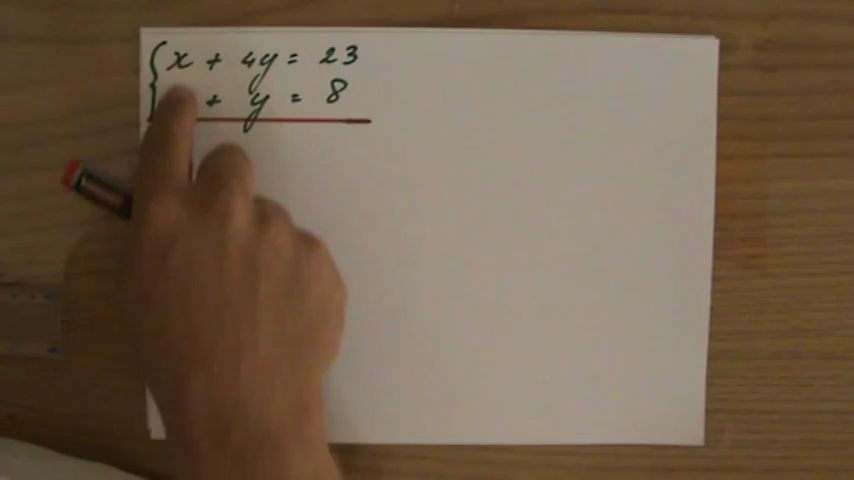 x + 4y = 23
+ y = 8